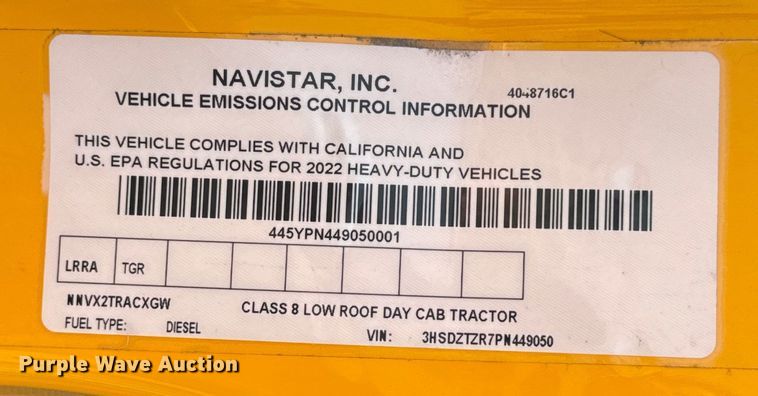 NAVISTAR, INC.
4048716C1
VEHICLE EMISSIONS CONTROL INFORMATION
THIS VEHICLE COMPLIES WITH CALIFORNIA AND
U.S. EPA REGULATIONS FOR 2022 HEAVY-DUTY VEHICLES
445YPN449050001
LRRA TGR
NNVX2TRACXGW CLASS 8 LOW ROOF DAY CAB TRACTOR
FUEL TYPE: DIESEL VIN: 3HSDZTZR7PN449050
Purple Wave Auction